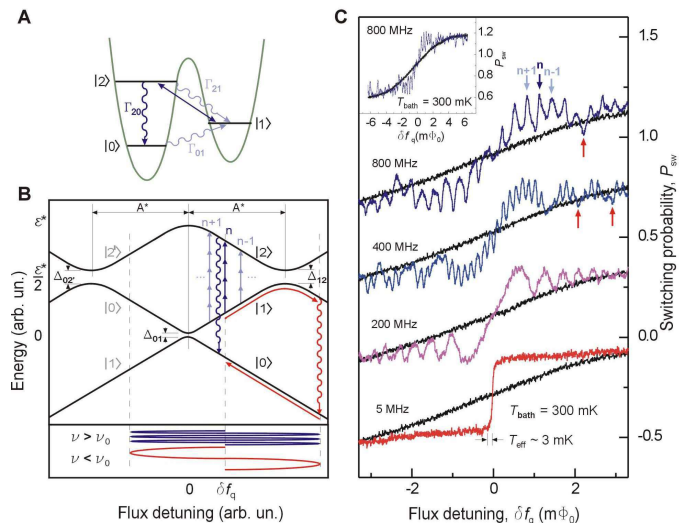 A
|2⟩
Γ20
Γ21
|1⟩
|0⟩
Γ01
B
A*
A*
n+1
n
n-1
|2⟩
|2⟩
Δ02'
...
...
Δ12
|0⟩
|1⟩
Δ01
|1⟩
|0⟩
2|ε*
0
Energy (arb. un.)
ν > ν0
ν < ν0
0
δfq
Flux detuning (arb. un.)
C
800 MHz
Tbath = 300 mK
1.2
1.0
0.8
0.6
Psw
-6 -4 -2 0 2 4 6
δfq(mΦ0)
n+1
n
n-1
800 MHz
400 MHz
200 MHz
5 MHz
Tbath = 300 mK
Teff ~ 3 mK
1.5
1.0
0.5
0.0
-0.5
Switching probability, Psw
-2
0
2
Flux detuning, δfq (mΦ0)